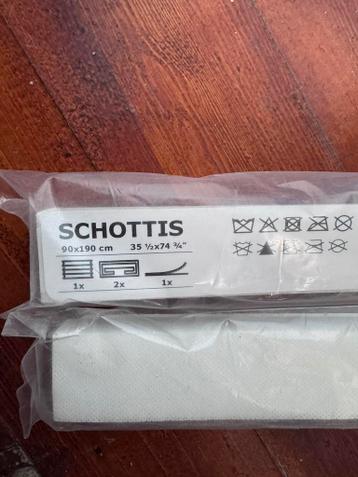 SCHOTTIS
90x190 cm 35 ½x74 ¾"
1x 2x 1x